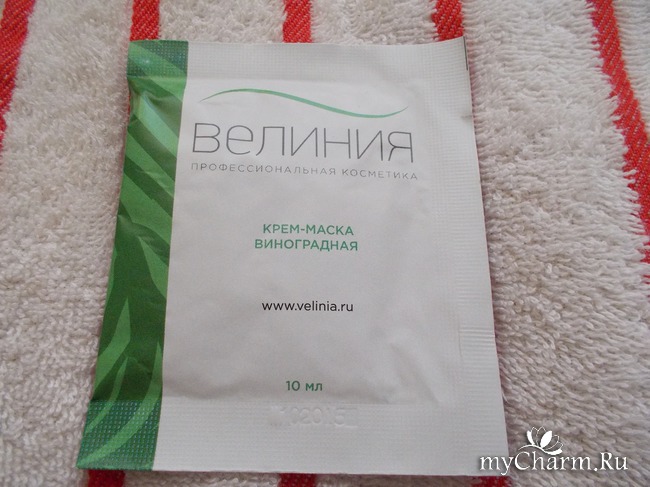 велиния
ПРОФЕССИОНАЛЬНАЯ КОСМЕТИКА
КРЕМ-МАСКА
ВИНОГРАДНАЯ
www.velinia.ru
10 мл
myCharm.Ru